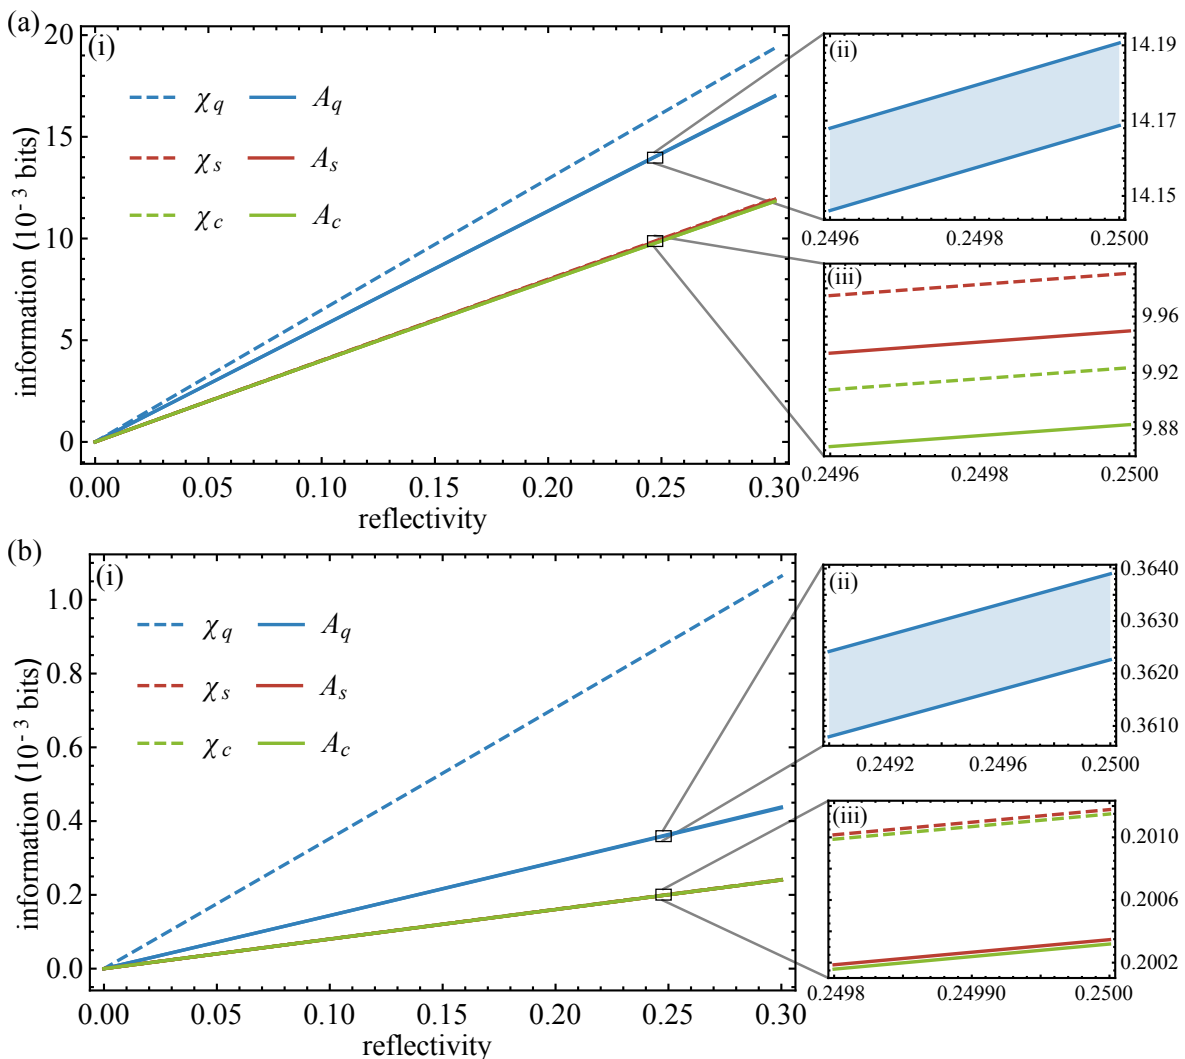 (a)
(i)
information (10⁻³ bits)
20
15
10
5
0
χq Aq
χs As
χc Ac
0.00 0.05 0.10 0.15 0.20 0.25 0.30
reflectivity
(ii)
14.19
14.17
14.15
0.2496 0.2498 0.2500
(iii)
9.96
9.92
9.88
0.2496 0.2498 0.2500
(b)
(i)
information (10⁻³ bits)
1.0
0.8
0.6
0.4
0.2
0.0
χq Aq
χs As
χc Ac
0.00 0.05 0.10 0.15 0.20 0.25 0.30
reflectivity
(ii)
0.3640
0.3630
0.3620
0.3610
0.2492 0.2496 0.2500
(iii)
0.2010
0.2006
0.2002
0.2498 0.24990 0.2500